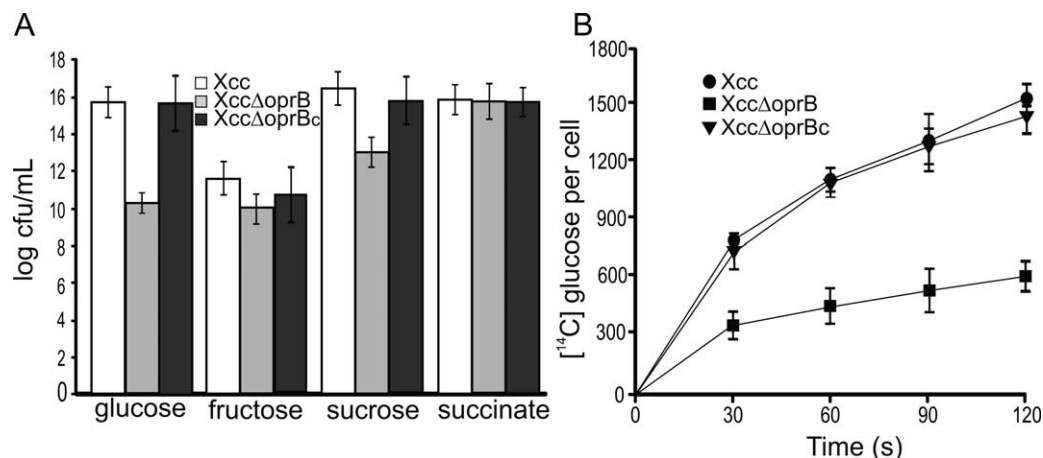 A
log cfu/mL
18
16
14
12
10
8
6
4
2
0
Xcc
XccΔoprB
XccΔoprBc
glucose fructose sucrose succinate
B
[¹⁴C] glucose per cell
1800
1500
1200
900
600
300
0
Xcc
XccΔoprB
XccΔoprBc
0 30 60 90 120
Time (s)